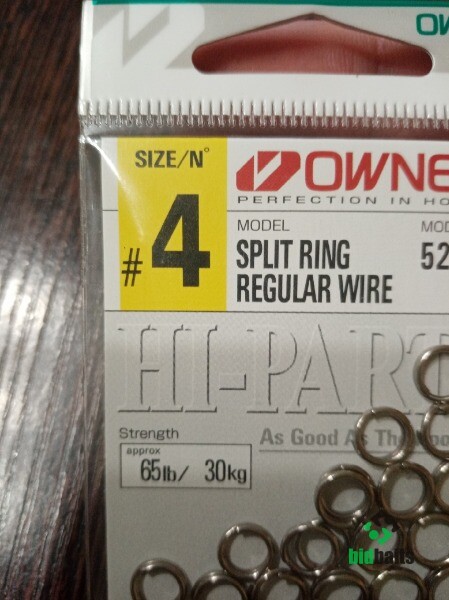 OW
SIZE/N°
#4
OWNE
PERFECTION IN HO
MODEL
MOD
SPLIT RING
REGULAR WIRE
52
HI-PART
Strength
As Good As The
approx
65lb/ 30kg
bidbaits